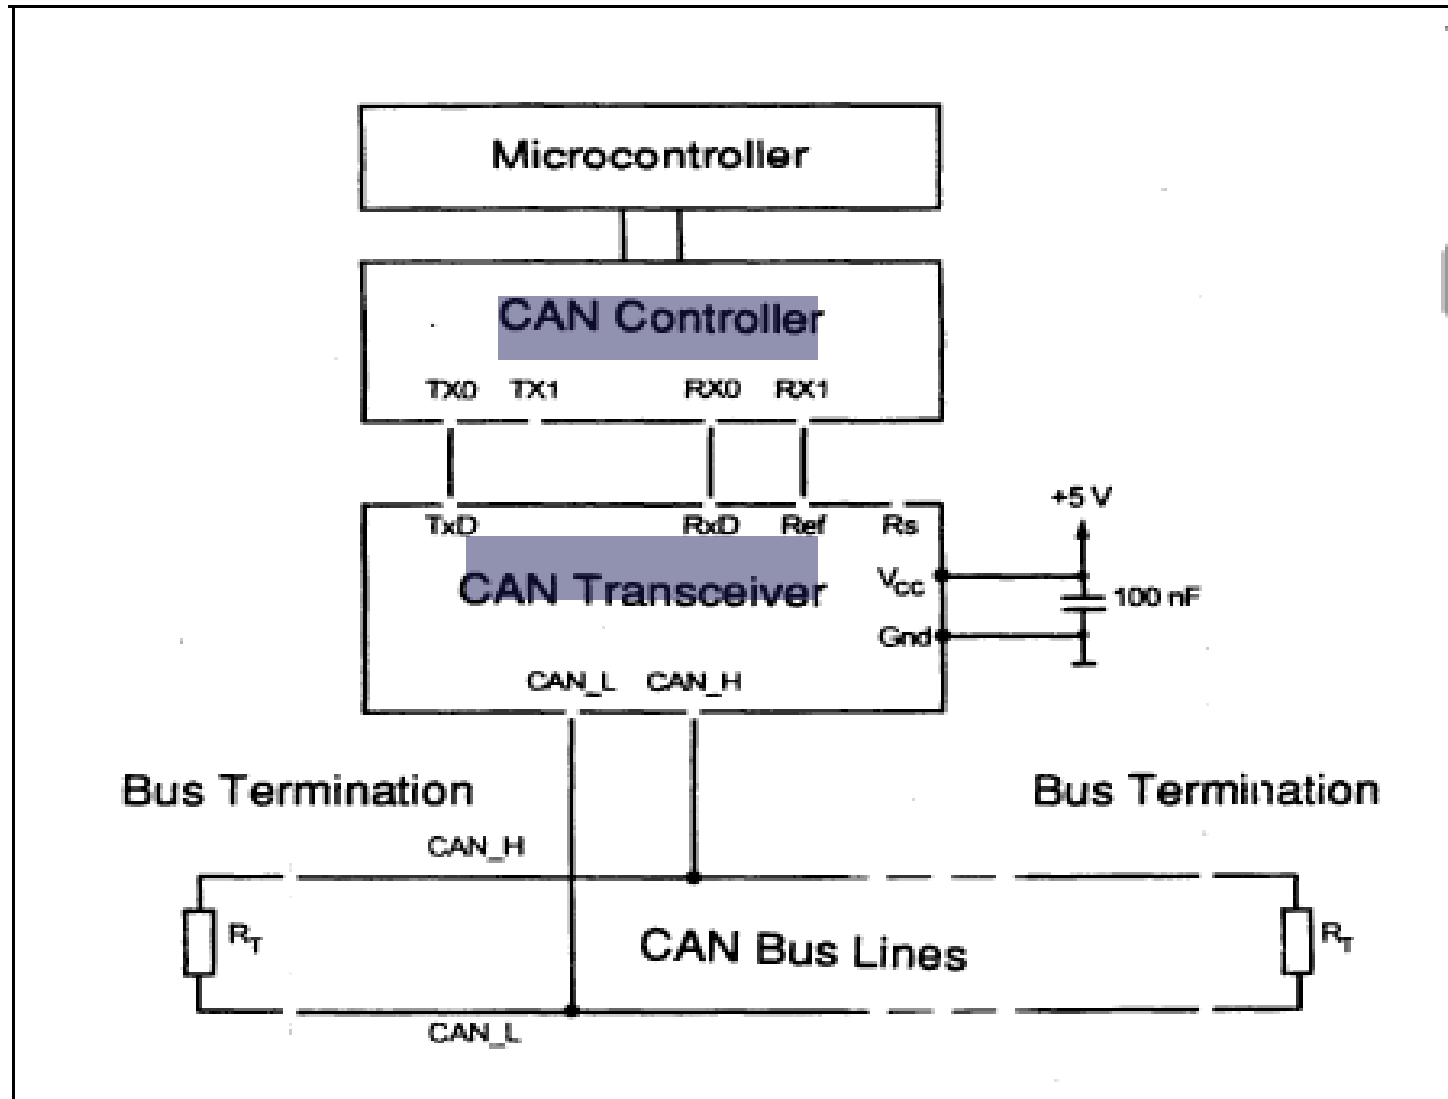 Microcontroller
CAN Controller
TX0 TX1 RX0 RX1
+5 V
TxD RxD Ref Rs
CAN Transceiver
VCC
100 nF
Gnd
CAN_L CAN_H
Bus Termination Bus Termination
CAN_H
RT CAN Bus Lines RT
CAN_L